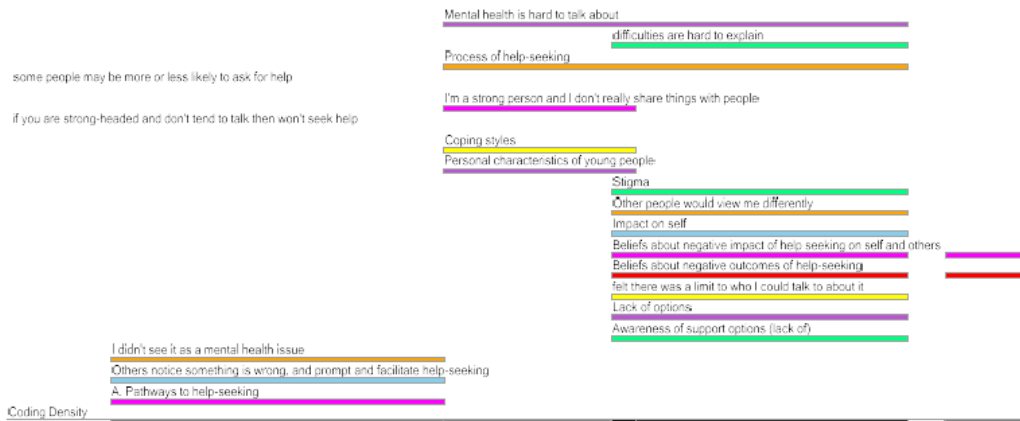 Mental health is hard to talk about
difficulties are hard to explain
Process of help-seeking
some people may be more or less likely to ask for help
I'm a strong person and I don't really share things with people
if you are strong-headed and don't tend to talk then won't seek help
Coping styles
Personal characteristics of young people
Stigma
Other people would view me differently
Impact on self
Beliefs about negative impact of help seeking on self and others
Beliefs about negative outcomes of help-seeking
felt there was a limit to who I could talk to about it
Lack of options
Awareness of support options (lack of)
I didn't see it as a mental health issue
Others notice something is wrong, and prompt and facilitate help-seeking
A. Pathways to help-seeking
Coding Density